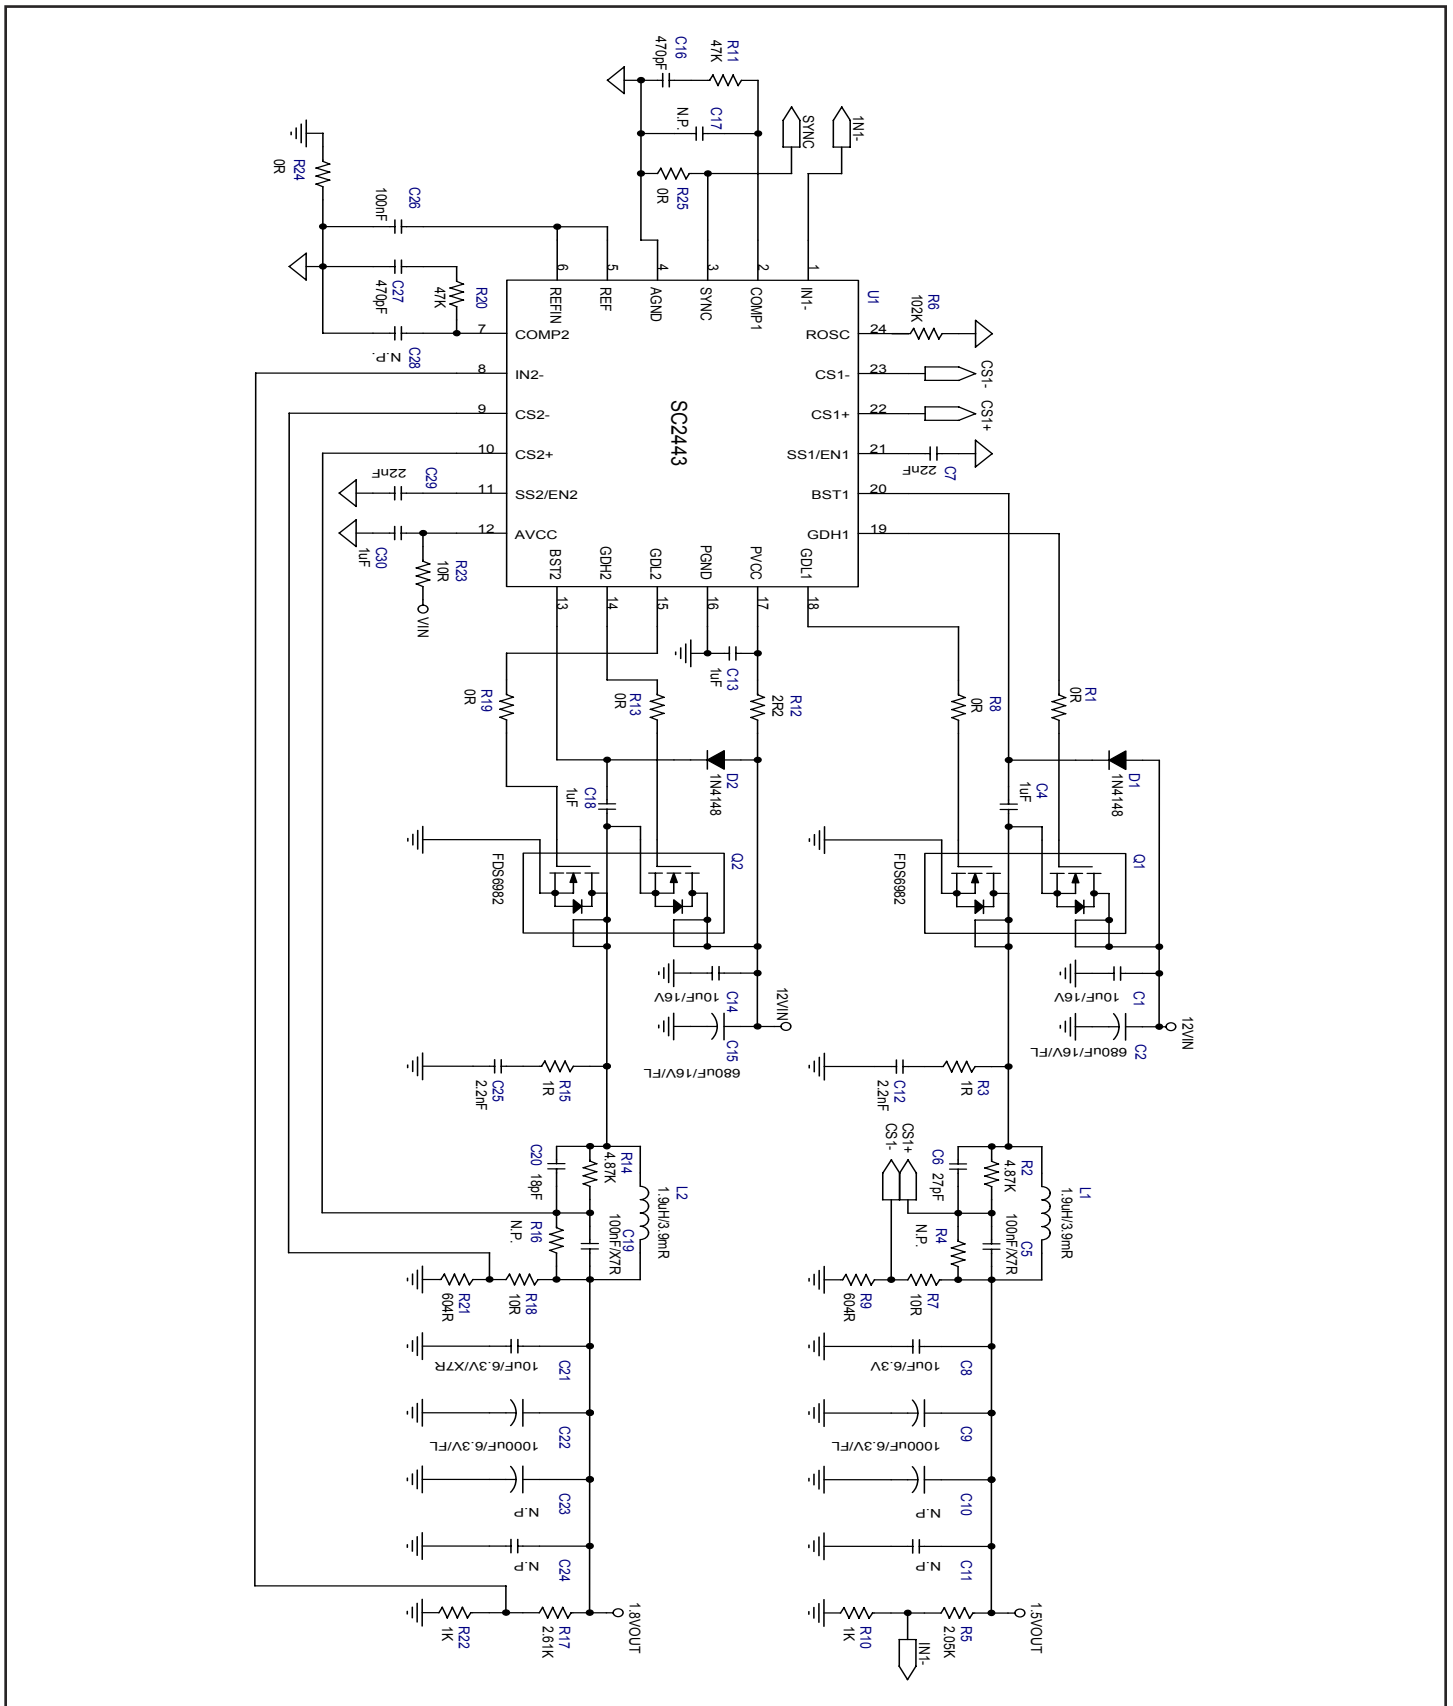 C16
470pF
R11
47K
C17
N.P.
SYNC
1N1-
R25
0R
R24
0R
C26
100nF
C27
470pF
R20
47K
C28
N.P.
6
5
4
3
2
1
REFIN
REF
AGND
SYNC
COMP1
IN1-
U1
SC2443
7
COMP2
8
IN2-
9
CS2-
10
CS2+
11
SS2/EN2
12
AVCC
ROSC
24
CS1-
23
CS1+
22
SS1/EN1
21
BST1
20
GDH1
19
BST2
GDH2
GDL2
PGND
PVCC
GDL1
13
14
15
16
17
18
R6
102K
CS1-
CS1+
C7
22nF
C29
22nF
C30
1uF
R23
10R
VIN
C13
1uF
R19
0R
R13
0R
R12
2R2
R8
0R
R1
0R
D2
1N4148
D1
1N4148
C18
1uF
C4
1uF
Q2
FDS6982
Q1
FDS6982
C14
10uF/16V
C15
680uF/16V/FL
12VIN
C1
10uF/16V
C2
680uF/16V/FL
12VIN
C25
2.2nF
R15
1R
C12
2.2nF
R3
1R
CS1+
CS1-
C20
18pF
R14
4.87K
L2
1.9uH/3.9mR
R16
N.P.
C19
100nF/X7R
C6
27pF
R2
4.87K
L1
1.9uH/3.9mR
R4
N.P.
C5
100nF/X7R
R21
604R
R18
10R
R9
604R
R7
10R
C21
10uF/6.3V/X7R
C8
10uF/6.3V
C22
1000uF/6.3V/FL
C9
1000uF/6.3V/FL
C23
N.P
C10
N.P
C24
N.P
C11
N.P
R22
1K
R17
2.61K
1.8VOUT
R10
1K
R5
2.05K
IN1-
1.5VOUT